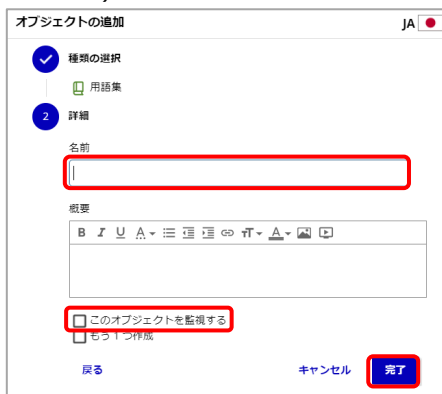 オブジェクトの追加 JA
種類の選択
用語集
2 詳細
名前
概要
B I U A A
このオブジェクトを監視する
もう1つ作成
戻る キャンセル 完了